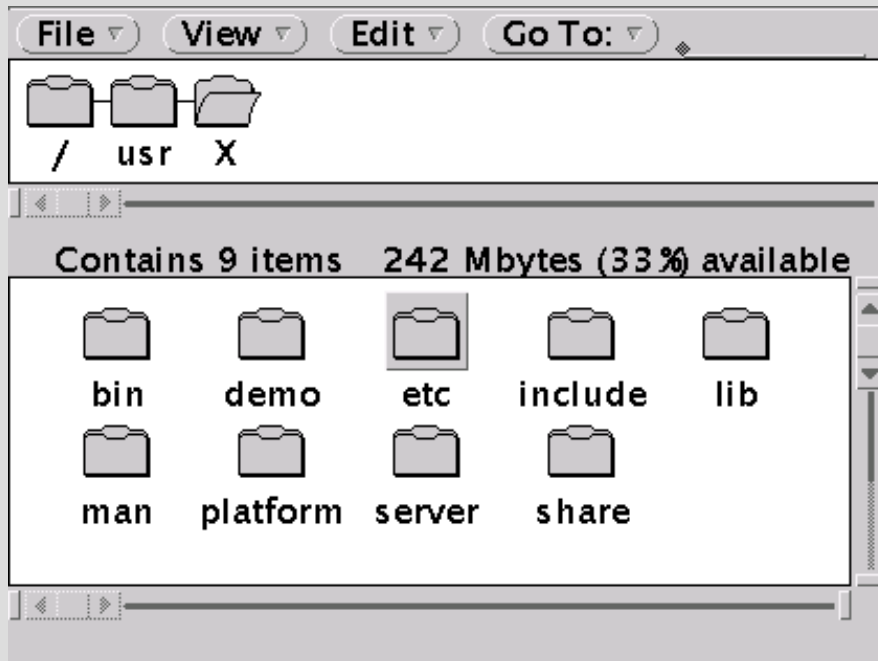 File View Edit Go To:
/ usr X
Contains 9 items 242 Mbytes (33%) available
bin demo etc include lib
man platform server share